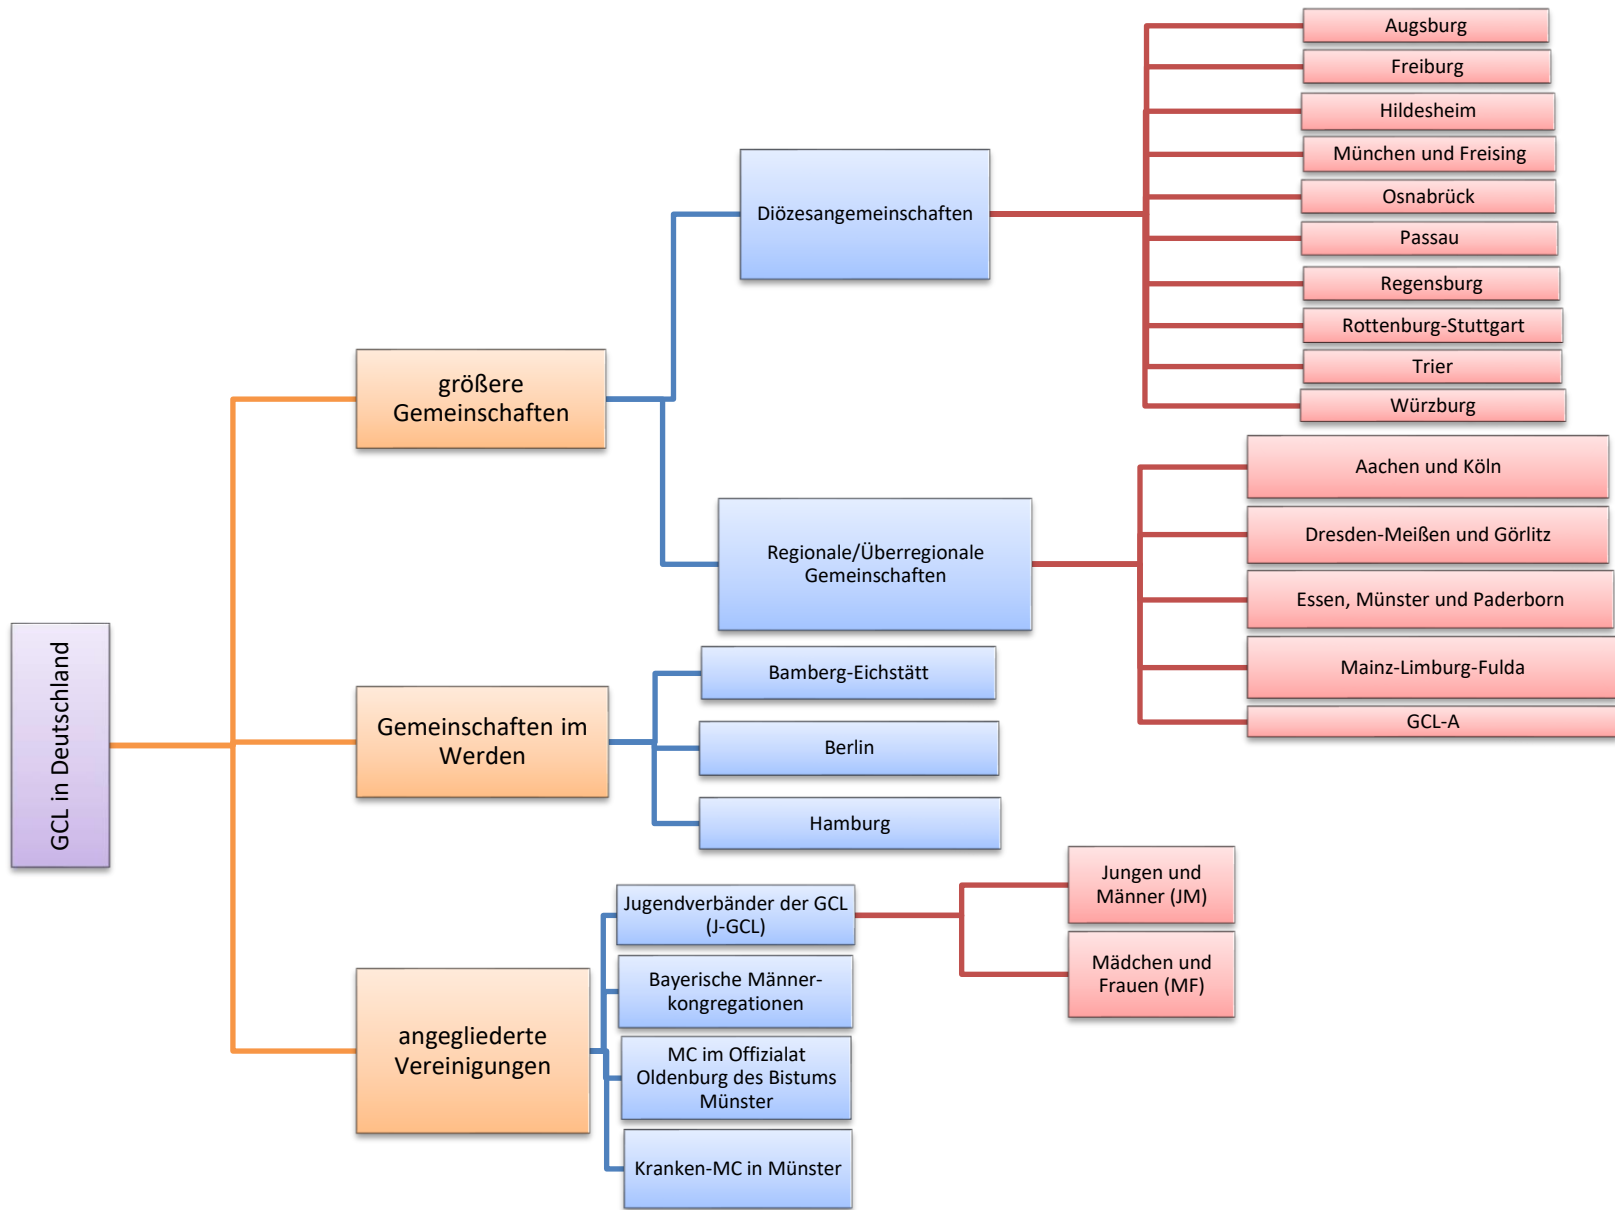 GCL in Deutschland
größere
Gemeinschaften
Diözesangemeinschaften
Augsburg
Freiburg
Hildesheim
München und Freising
Osnabrück
Passau
Regensburg
Rottenburg-Stuttgart
Trier
Würzburg
Regionale/Überregionale
Gemeinschaften
Aachen und Köln
Dresden-Meißen und Görlitz
Essen, Münster und Paderborn
Mainz-Limburg-Fulda
GCL-A
Gemeinschaften im
Werden
Bamberg-Eichstätt
Berlin
Hamburg
angegliederte
Vereinigungen
Jugendverbänder der GCL
(J-GCL)
Jungen und
Männer (JM)
Mädchen und
Frauen (MF)
Bayerische Männer-
kongregationen
MC im Offizialat
Oldenburg des Bistums
Münster
Kranken-MC in Münster